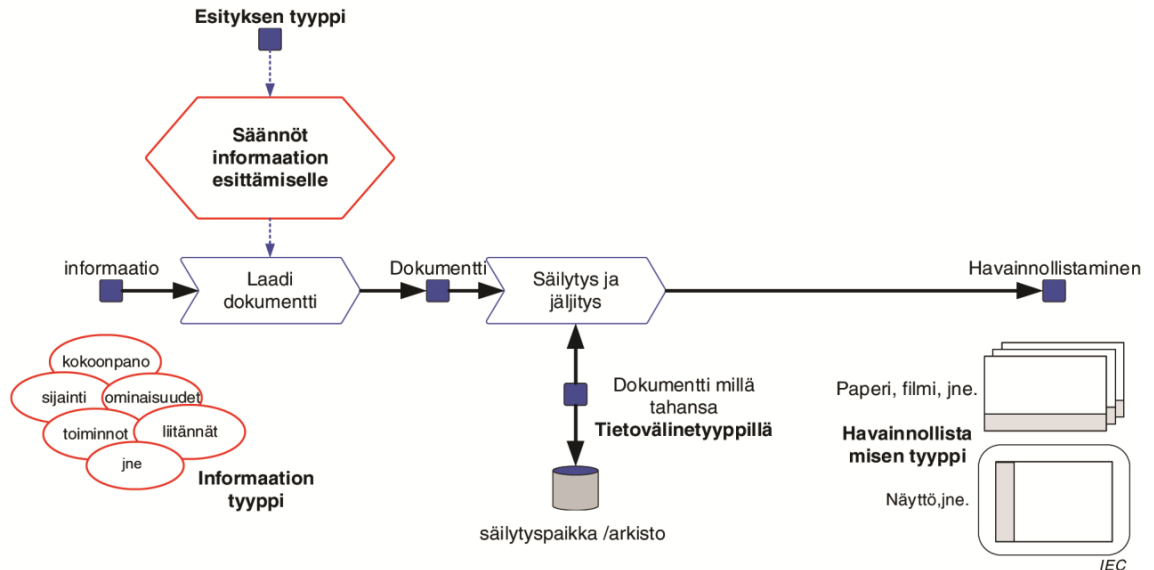 Esityksen tyyppi
Säännöt
informaation
esittämiselle
informaatio
Laadi
dokumentti
Dokumentti
Säilytys ja
jäljitys
Havainnollistaminen
kokoonpano
sijainti
ominaisuudet
toiminnot
liitännät
jne
Informaation
tyyppi
Dokumentti millä
tahansa
Tietovälinetyyppillä
säilytyspaikka /arkisto
Paperi, filmi, jne.
Havainnollista
misen tyyppi
Näyttö,jne.
IEC